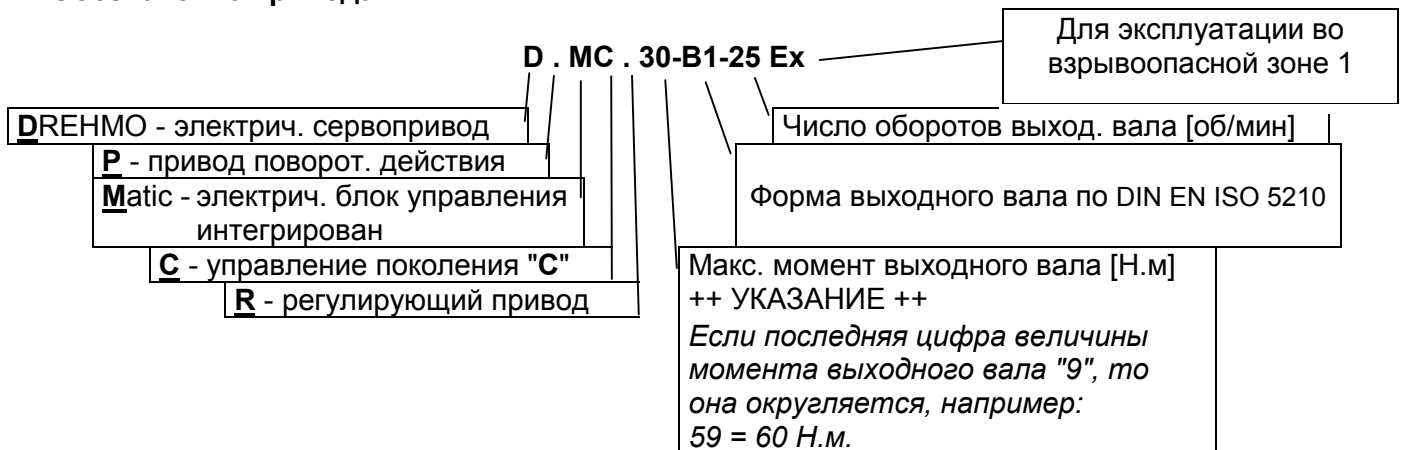 D . MC . 30-B1-25 Ex
Для эксплуатации во
взрывоопасной зоне 1
DREHMO - электрич. сервопривод
P - привод поворот. действия
Matic - электрич. блок управления
интегрирован
C - управление поколения "C"
R - регулирующий привод
Число оборотов выход. вала [об/мин]
Форма выходного вала по DIN EN ISO 5210
Макс. момент выходного вала [Н.м]
++ УКАЗАНИЕ ++
Если последняя цифра величины
момента выходного вала "9", то
она округляется, например:
59 = 60 Н.м.